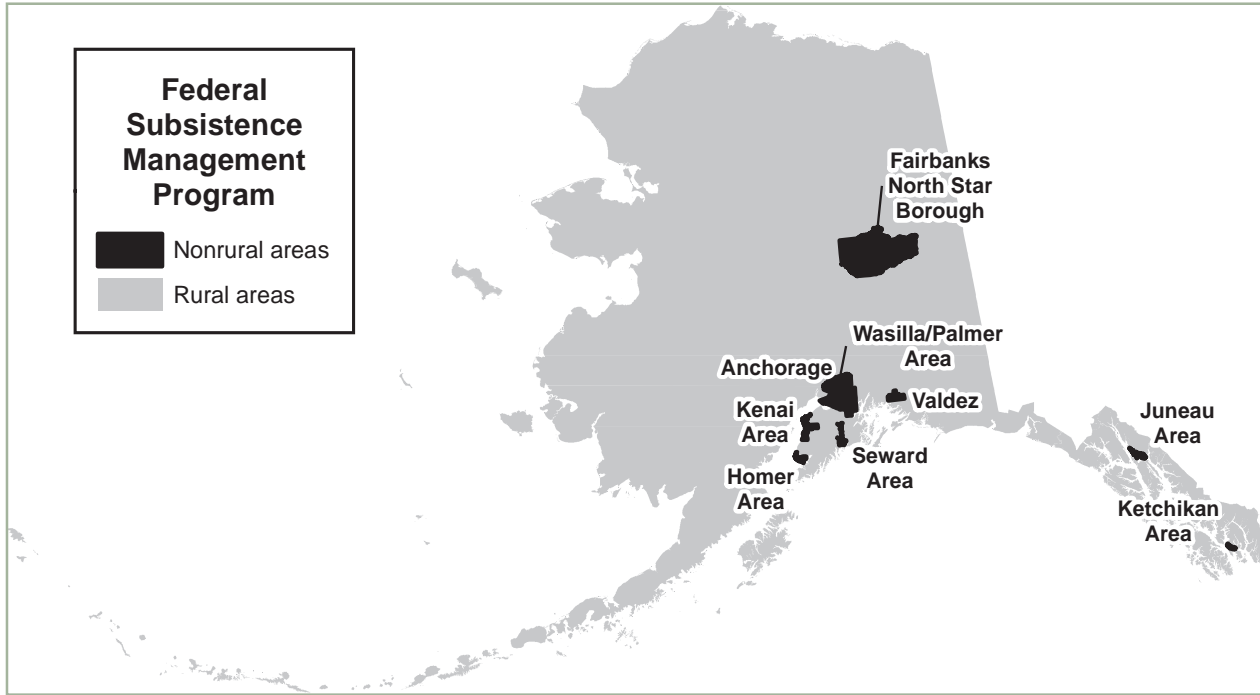 Federal
Subsistence
Management
Program
Nonrural areas
Rural areas
Fairbanks
North Star
Borough
Wasilla/Palmer
Area
Anchorage
Valdez
Kenai
Area
Seward
Area
Homer
Area
Juneau
Area
Ketchikan
Area